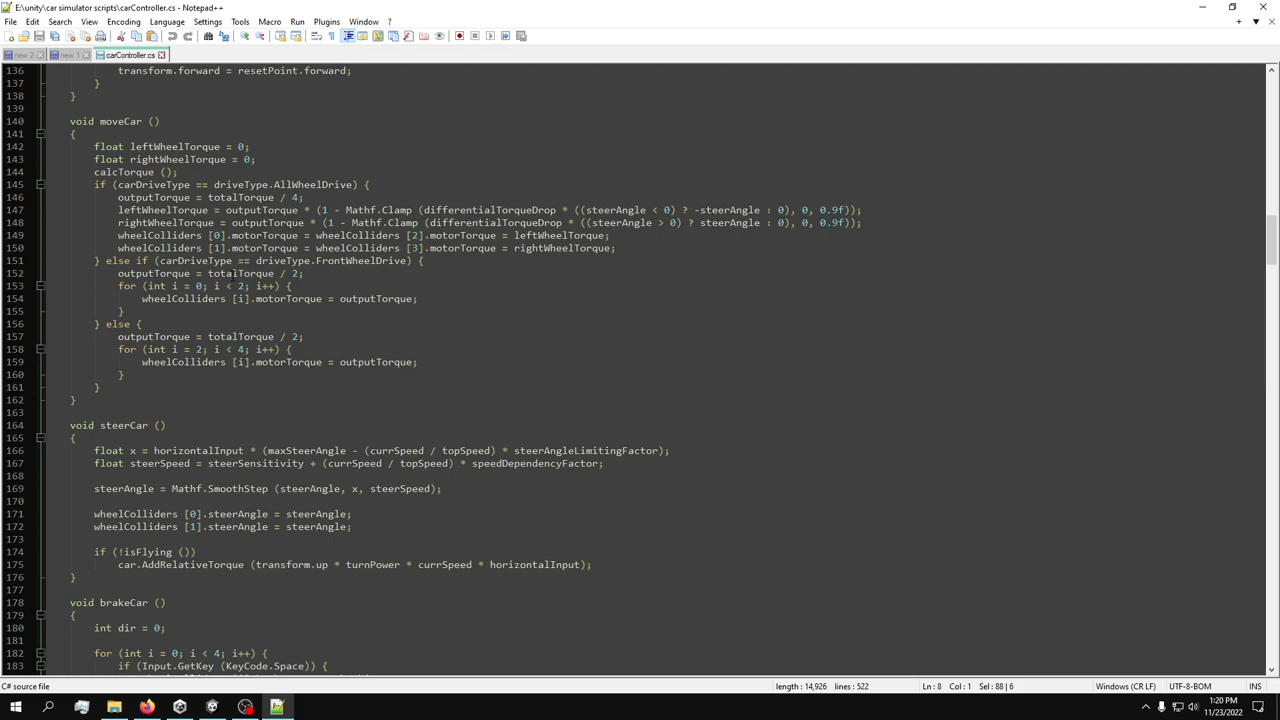 E:\unity\car simulator scripts\carController.cs - Notepad++
File Edit Search View Encoding Language Settings Tools Macro Run Plugins Window ?
new 2 new 1 carController.cs
136 transform.forward = resetPoint.forward;
137 }
138 }
139
140 void moveCar ()
141 {
142 float leftWheelTorque = 0;
143 float rightWheelTorque = 0;
144 calcTorque ();
145 if (carDriveType == driveType.AllWheelDrive) {
146 outputTorque = totalTorque / 4;
147 leftWheelTorque = outputTorque * (1 - Mathf.Clamp (differentialTorqueDrop * ((steerAngle < 0) ? -steerAngle : 0), 0, 0.9f));
148 rightWheelTorque = outputTorque * (1 - Mathf.Clamp (differentialTorqueDrop * ((steerAngle > 0) ? steerAngle : 0), 0, 0.9f));
149 wheelColliders [0].motorTorque = wheelColliders [2].motorTorque = leftWheelTorque;
150 wheelColliders [1].motorTorque = wheelColliders [3].motorTorque = rightWheelTorque;
151 } else if (carDriveType == driveType.FrontWheelDrive) {
152 outputTorque = totalTorque / 2;
153 for (int i = 0; i < 2; i++) {
154 wheelColliders [i].motorTorque = outputTorque;
155 }
156 } else {
157 outputTorque = totalTorque / 2;
158 for (int i = 2; i < 4; i++) {
159 wheelColliders [i].motorTorque = outputTorque;
160 }
161 }
162 }
163
164 void steerCar ()
165 {
166 float x = horizontalInput * (maxSteerAngle - (currSpeed / topSpeed) * steerAngleLimitingFactor);
167 float steerSpeed = steerSensitivity + (currSpeed / topSpeed) * speedDependencyFactor;
168
169 steerAngle = Mathf.SmoothStep (steerAngle, x, steerSpeed);
170
171 wheelColliders [0].steerAngle = steerAngle;
172 wheelColliders [1].steerAngle = steerAngle;
173
174 if (!isFlying ())
175 car.AddRelativeTorque (transform.up * turnPower * currSpeed * horizontalInput);
176 }
177
178 void brakeCar ()
179 {
180 int dir = 0;
181
182 for (int i = 0; i < 4; i++) {
183 if (Input.GetKey (KeyCode.Space)) {
C# source file length : 14,926 lines : 522 Ln : 8 Col : 1 Sel : 88 | 6 Windows (CR LF) UTF-8-BOM INS
1:20 PM
11/23/2022